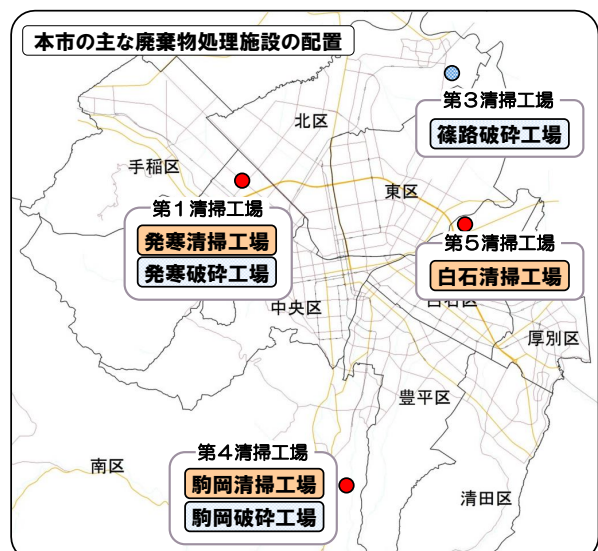 本市の主な廃棄物処理施設の配置
第3清掃工場
篠路破砕工場
北区
手稲区
東区
第1清掃工場
発寒清掃工場
発寒破砕工場
第5清掃工場
白石清掃工場
白石区
中央区
厚別区
豊平区
第4清掃工場
駒岡清掃工場
駒岡破砕工場
南区
清田区